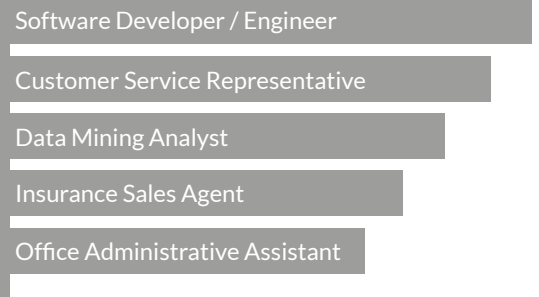 Software Developer / Engineer
Customer Service Representative
Data Mining Analyst
Insurance Sales Agent
Office Administrative Assistant